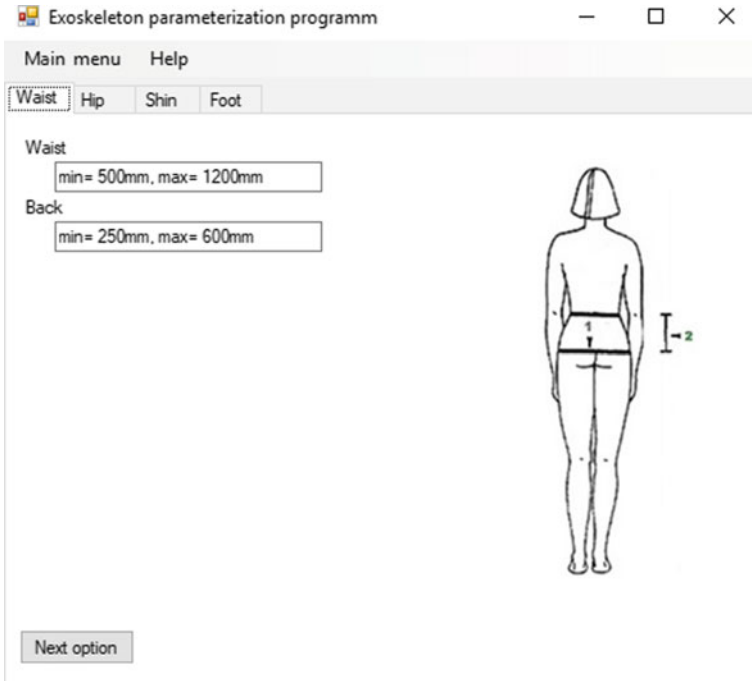 Exoskeleton parameterization programm
Main menu Help
Waist Hip Shin Foot
Waist
min= 500mm, max= 1200mm
Back
min= 250mm, max= 600mm
1
2
Next option